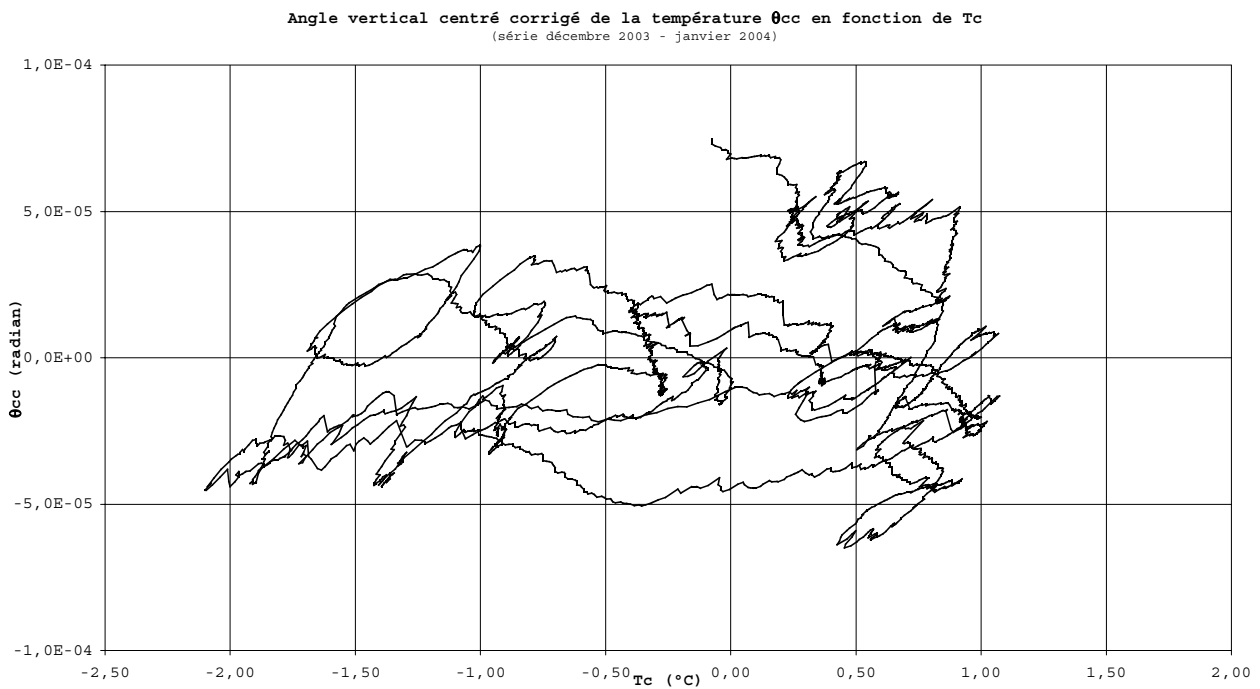 Angle vertical centré corrigé de la température θcc en fonction de Tc
(série décembre 2003 - janvier 2004)
1,0E-04
5,0E-05
0,0E+00
-5,0E-05
-1,0E-04
θcc (radian)
-2,50 -2,00 -1,50 -1,00 -0,50 0,00 0,50 1,00 1,50 2,00
Tc (°C)